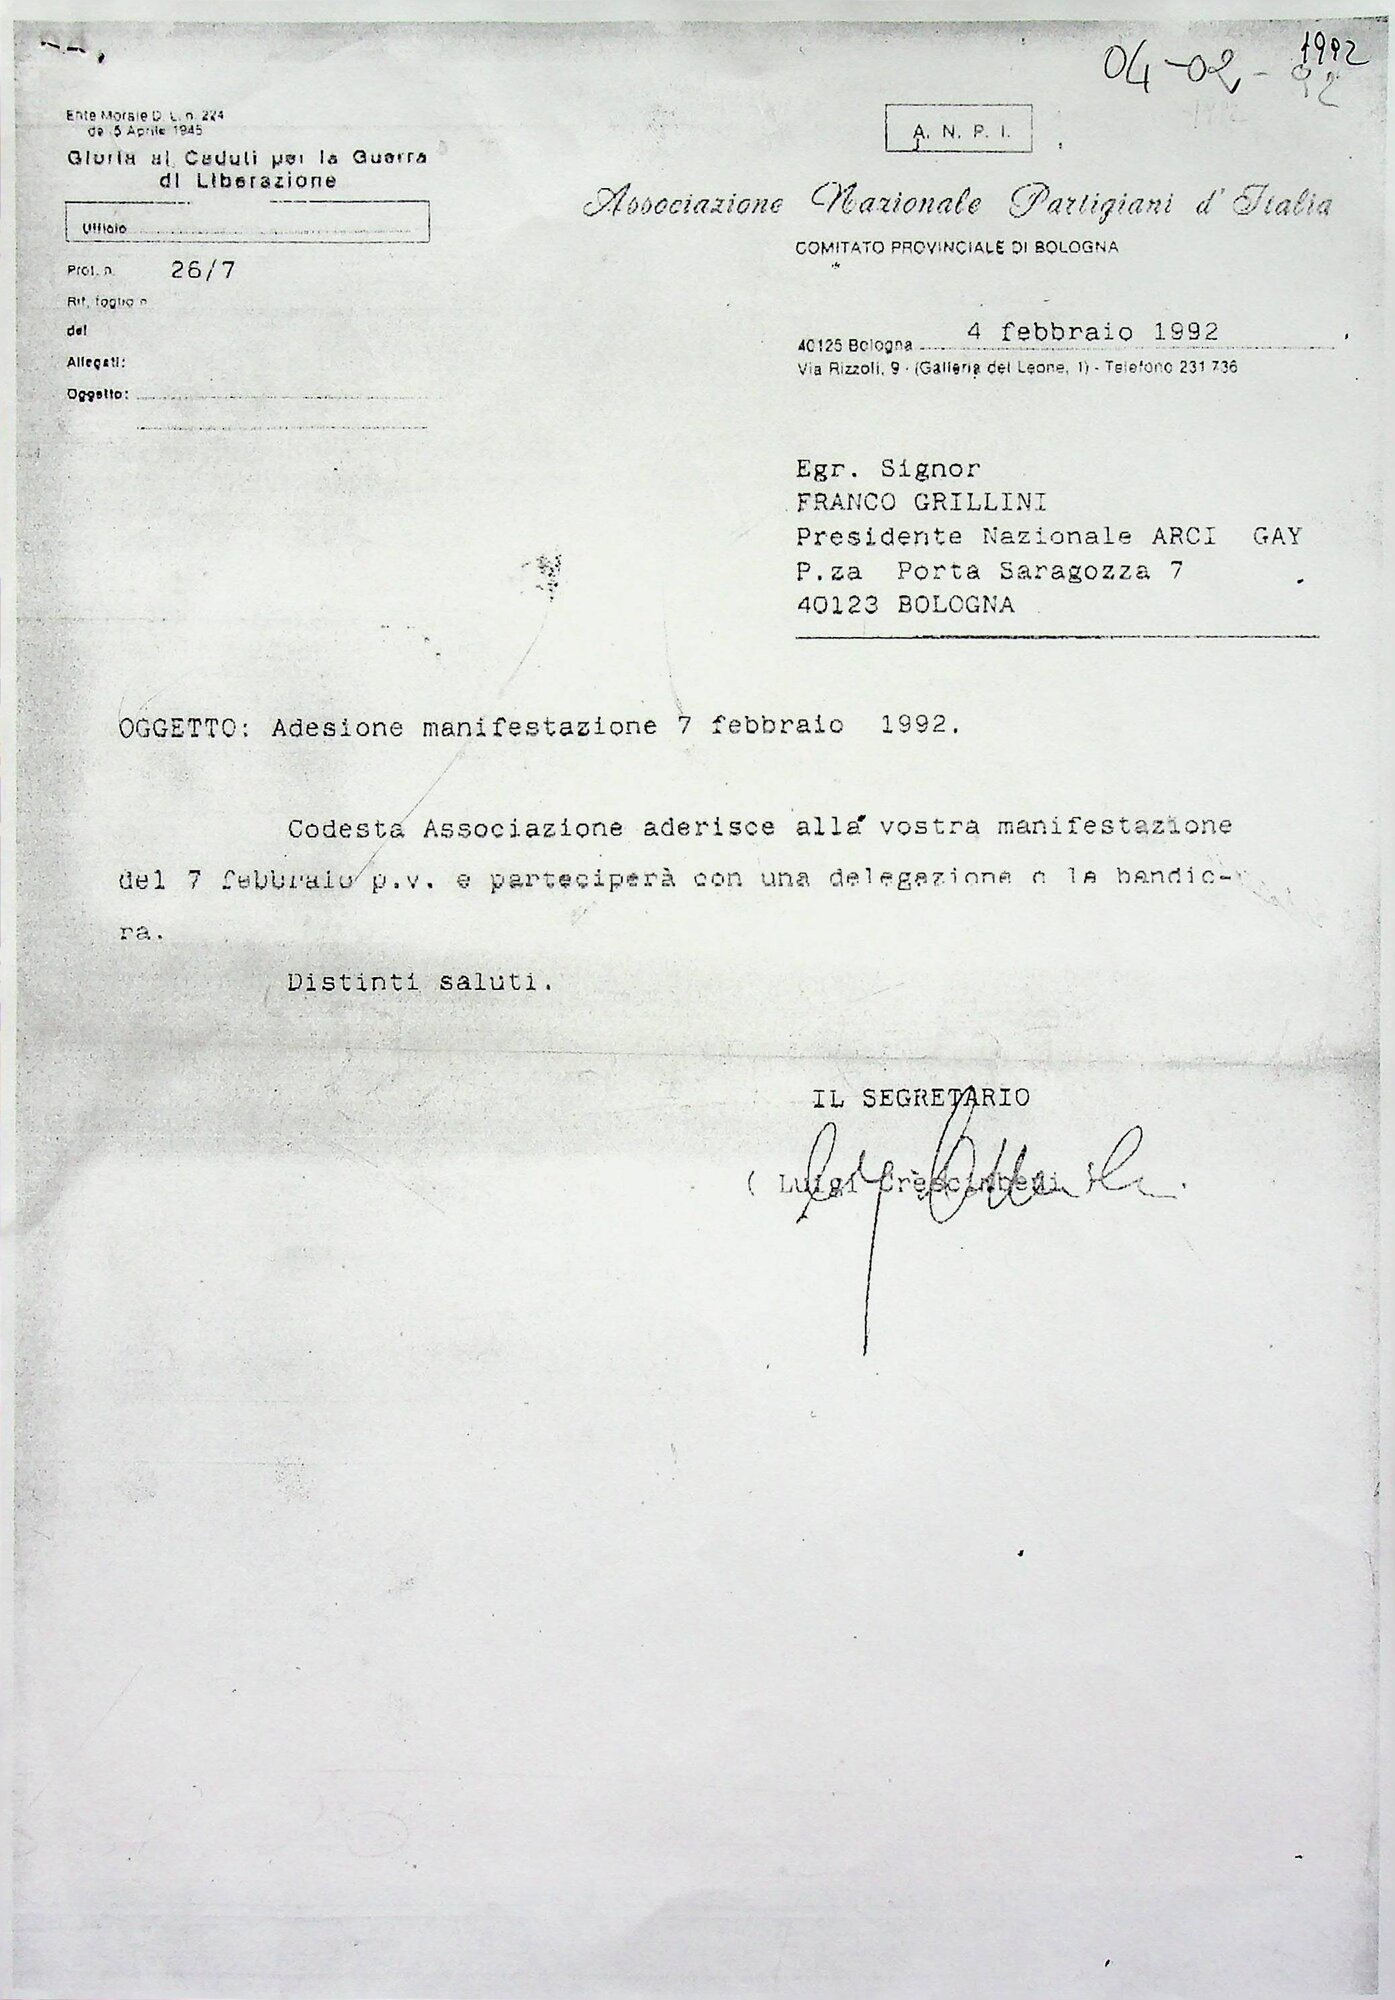 04-02-92
1992
Ente Morale D. L. n. 224
del 5 Aprile 1945
Gloria ai Caduti per la Guerra
di Liberazione
Ufficio
Prot. n. 26/7
Rif. foglio n
del
Allegati:
Oggetto:
A. N. P. I.
Associazione Nazionale Partigiani d'Italia
COMITATO PROVINCIALE DI BOLOGNA
40125 Bologna 4 febbraio 1992
Via Rizzoli, 9 - (Galleria del Leone, 1) - Telefono 231 736
Egr. Signor
FRANCO GRILLINI
Presidente Nazionale ARCI GAY
P.za Porta Saragozza 7
40123 BOLOGNA
OGGETTO: Adesione manifestazione 7 febbraio 1992.
Codesta Associazione aderisce alla vostra manifestazione
del 7 febbraio p.v. e parteciperà con una delegazione e la bandie-
ra.
Distinti saluti.
IL SEGRETARIO
( Luigi Crescimbeni )